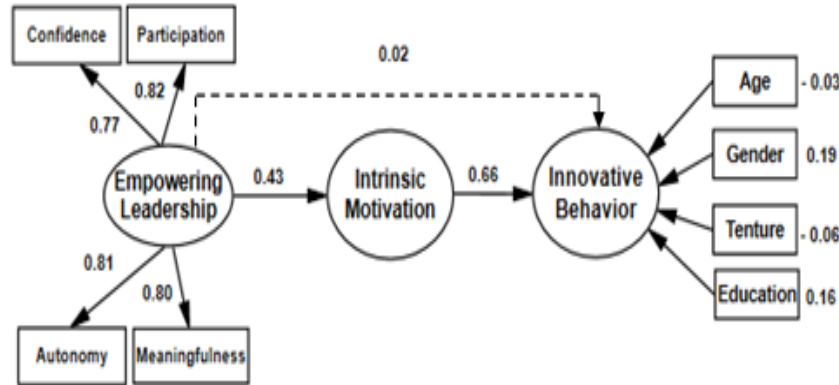 Confidence
Participation
0.02
0.82
0.77
Age
- 0.03
Gender
0.19
Empowering
Leadership
0.43
Intrinsic
Motivation
0.66
Innovative
Behavior
Tenture
- 0.06
0.81
0.80
Education
0.16
Autonomy
Meaningfulness